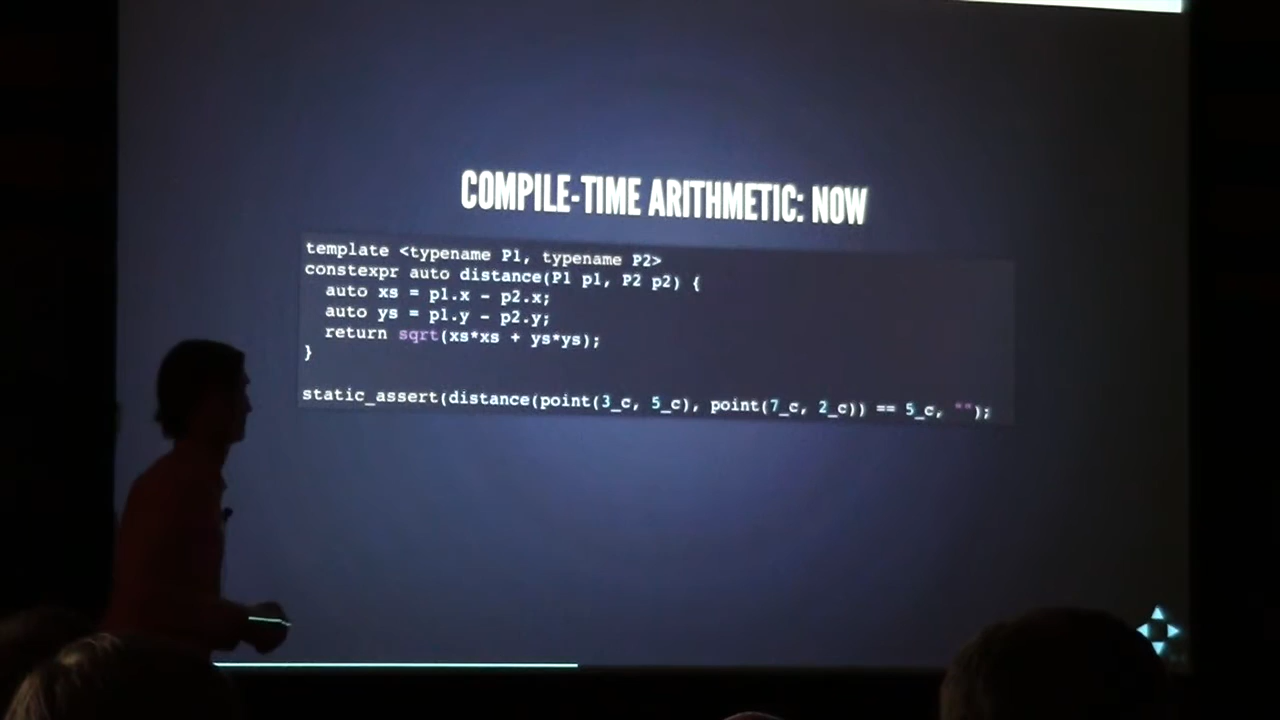 COMPILE-TIME ARITHMETIC: NOW
template <typename P1, typename P2>
constexpr auto distance(P1 p1, P2 p2) {
  auto xs = p1.x - p2.x;
  auto ys = p1.y - p2.y;
  return sqrt(xs*xs + ys*ys);
}
static_assert(distance(point(3_c, 5_c), point(7_c, 2_c)) == 5_c, "");